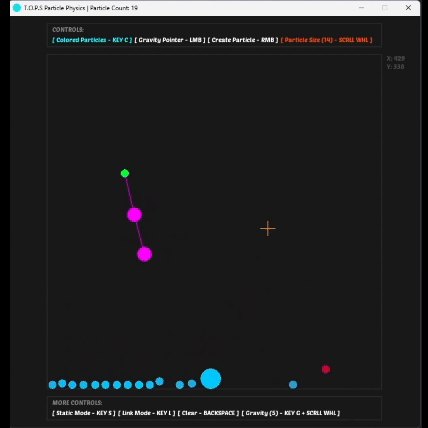 T.O.P.S Particle Physics | Particle Count: 19
CONTROLS:
[ Colored Particles - KEY C ] [ Gravity Pointer - LMB ] [ Create Particle - RMB ] [ Particle Size (14) - SCRLL WHL ]
X: 429
Y: 338
MORE CONTROLS:
[ Static Mode - KEY S ] [ Link Mode - KEY L ] [ Clear - BACKSPACE ] [ Gravity (5) - KEY G + SCRLL WHL ]